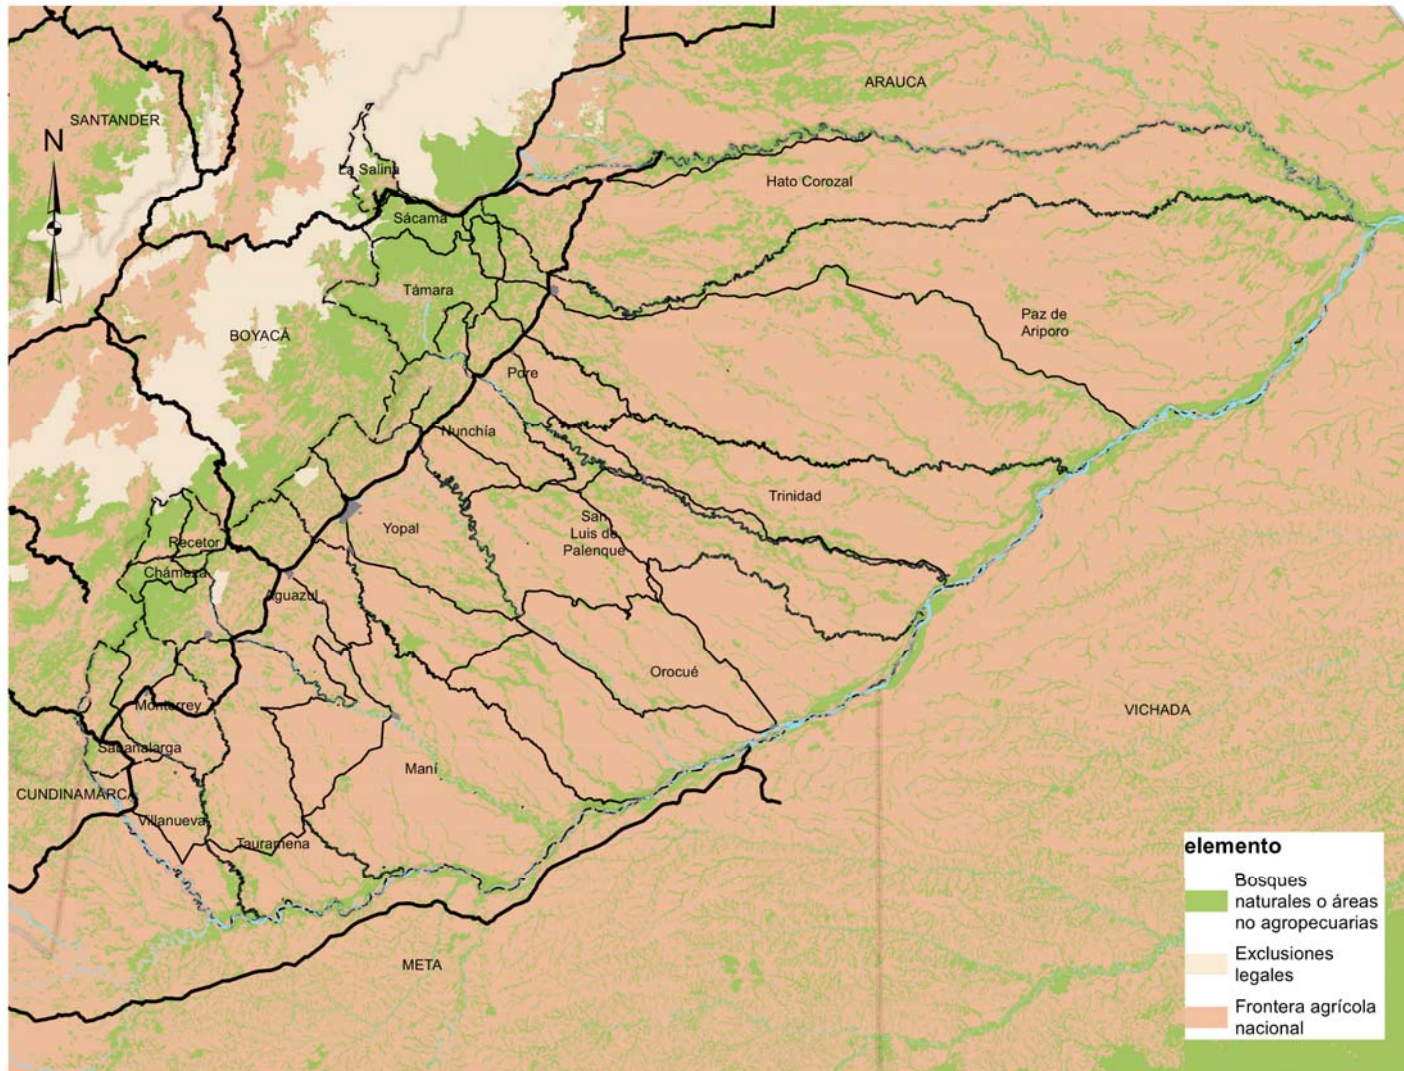 ARAUCA
SANTANDER
N
La Salina
Hato Corozal
Sácama
Támara
Paz de
Ariporo
BOYACÁ
Pore
Nunchía
Trinidad
Yopal
San
Luis de
Palenque
Recetor
Chámeza
Aguazul
Orocué
Monterrey
VICHADA
Sabanalarga
Maní
CUNDINAMARCA
Villanueva
Tauramena
META
elemento
Bosques
naturales o áreas
no agropecuarias
Exclusiones
legales
Frontera agrícola
nacional